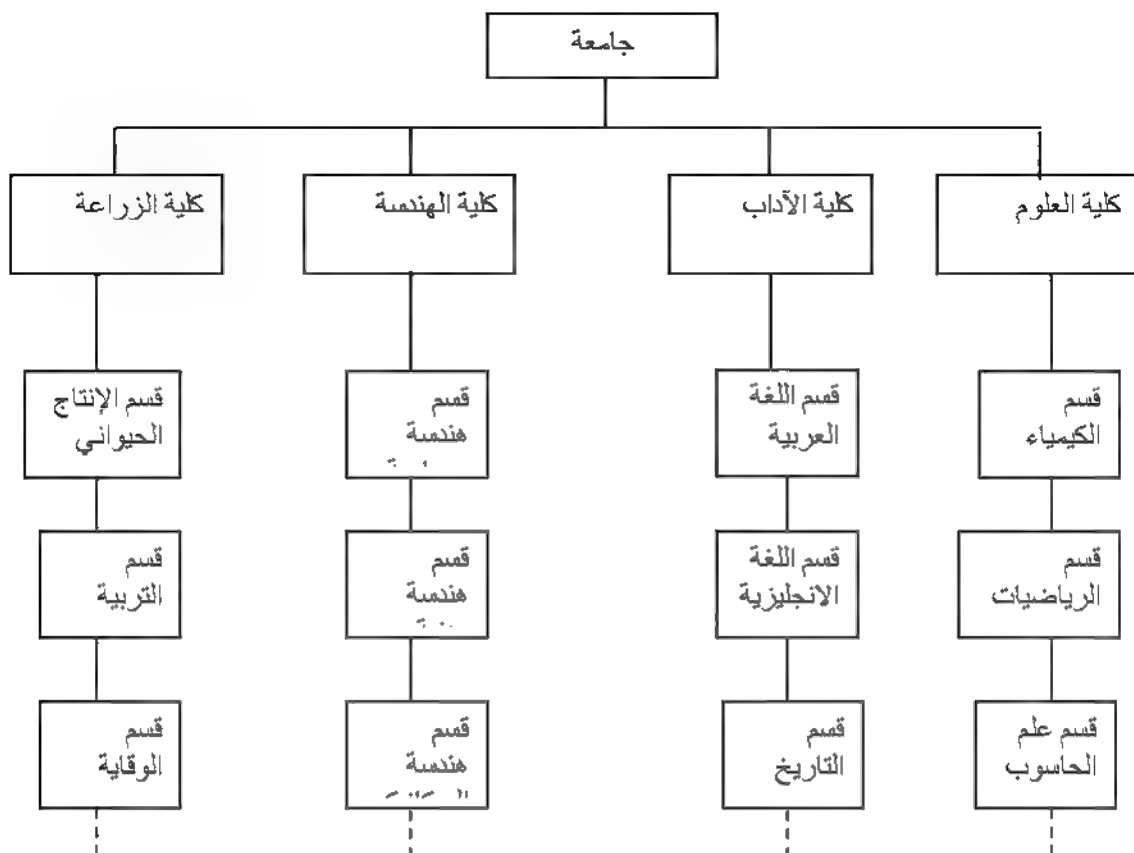 جامعة
كلية العلوم
كلية الآداب
كلية الهندسة
كلية الزراعة
قسم
الكيمياء
قسم اللغة
العربية
قسم
هندسة
قسم الإنتاج
الحيواني
قسم
الرياضيات
قسم اللغة
الانجليزية
قسم
هندسة
قسم
التربية
قسم علم
الحاسوب
قسم
التاريخ
قسم
هندسة
قسم
الوقاية